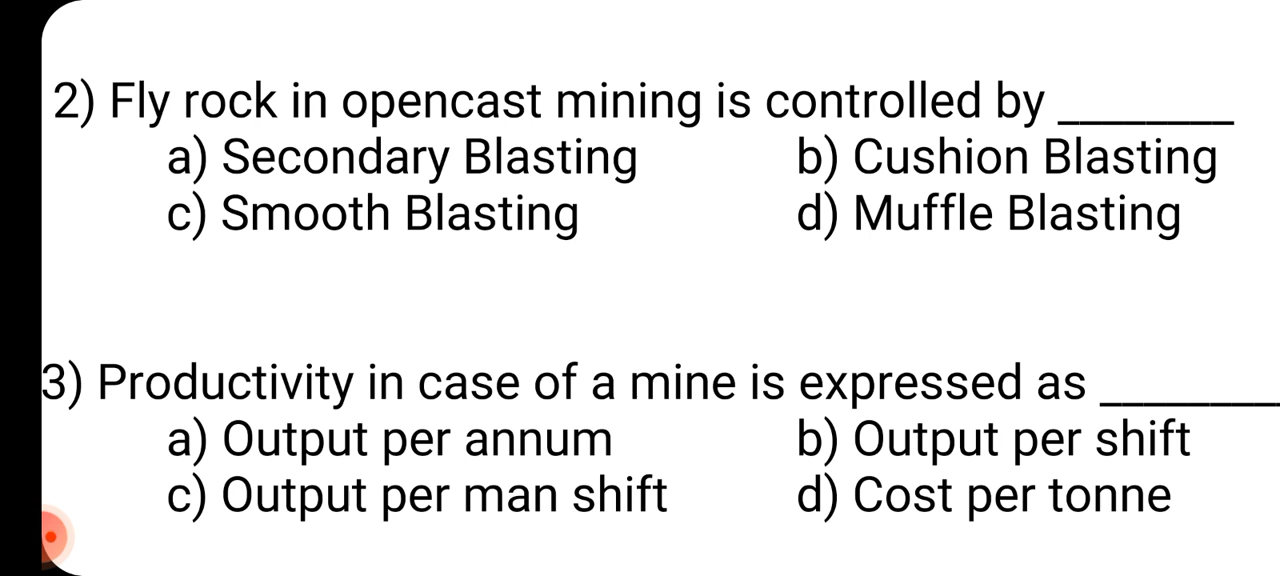 2) Fly rock in opencast mining is controlled by ________
a) Secondary Blasting b) Cushion Blasting
c) Smooth Blasting d) Muffle Blasting
3) Productivity in case of a mine is expressed as ________
a) Output per annum b) Output per shift
c) Output per man shift d) Cost per tonne